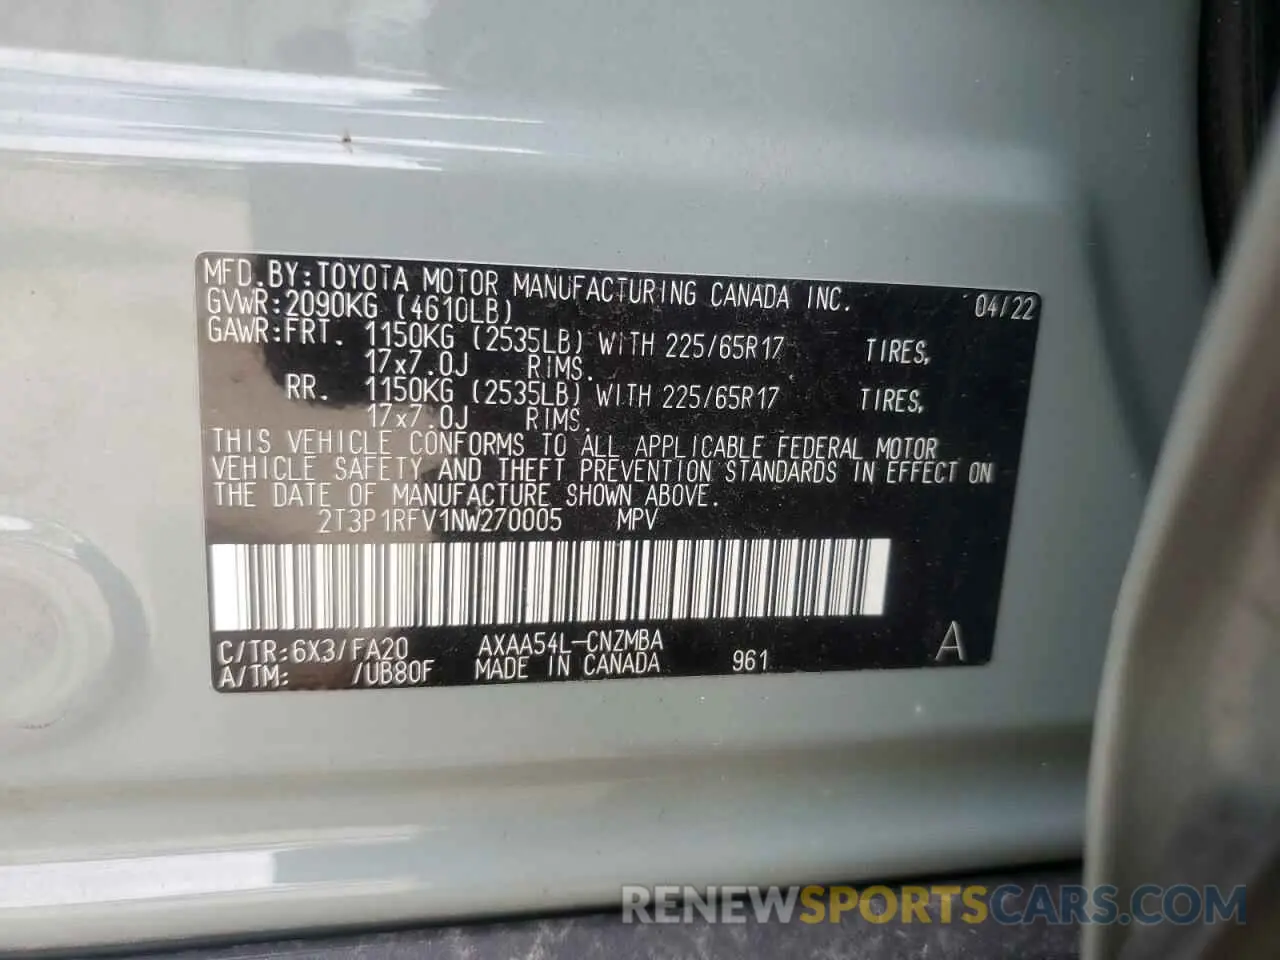 MFD.BY:TOYOTA MOTOR MANUFACTURING CANADA INC. 04/22
GVWR:2090KG (4610LB)
GAWR:FRT. 1150KG (2535LB) WITH 225/65R17 TIRES,
17x7.0J RIMS.
RR. 1150KG (2535LB) WITH 225/65R17 TIRES,
17x7.0J RIMS.
THIS VEHICLE CONFORMS TO ALL APPLICABLE FEDERAL MOTOR
VEHICLE SAFETY AND THEFT PREVENTION STANDARDS IN EFFECT ON
THE DATE OF MANUFACTURE SHOWN ABOVE.
2T3P1RFV1NW270005 MPV
C/TR:6X3/FA20 AXAA54L-CNZMBA
A/TM: /UB80F MADE IN CANADA 961 A
RENEWSPORTSCARS.COM